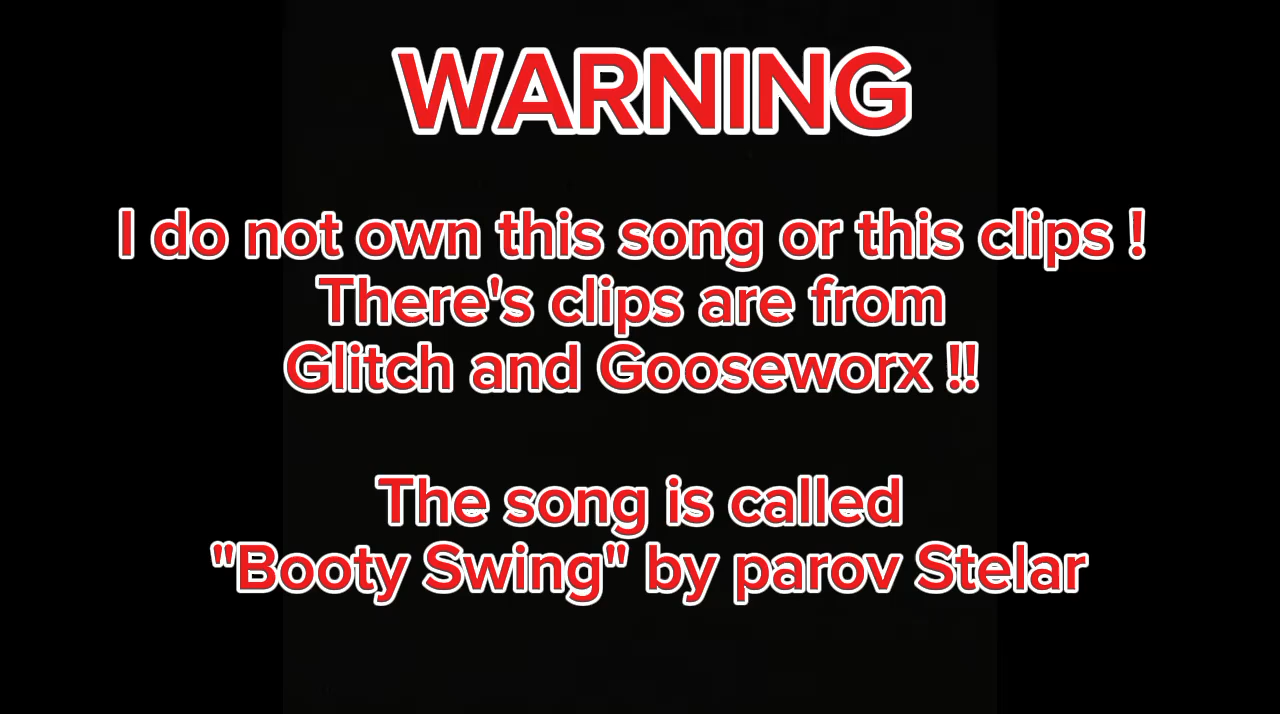 WARNING
I do not own this song or this clips !
There's clips are from
Glitch and Gooseworx !!
The song is called
"Booty Swing" by parov Stelar